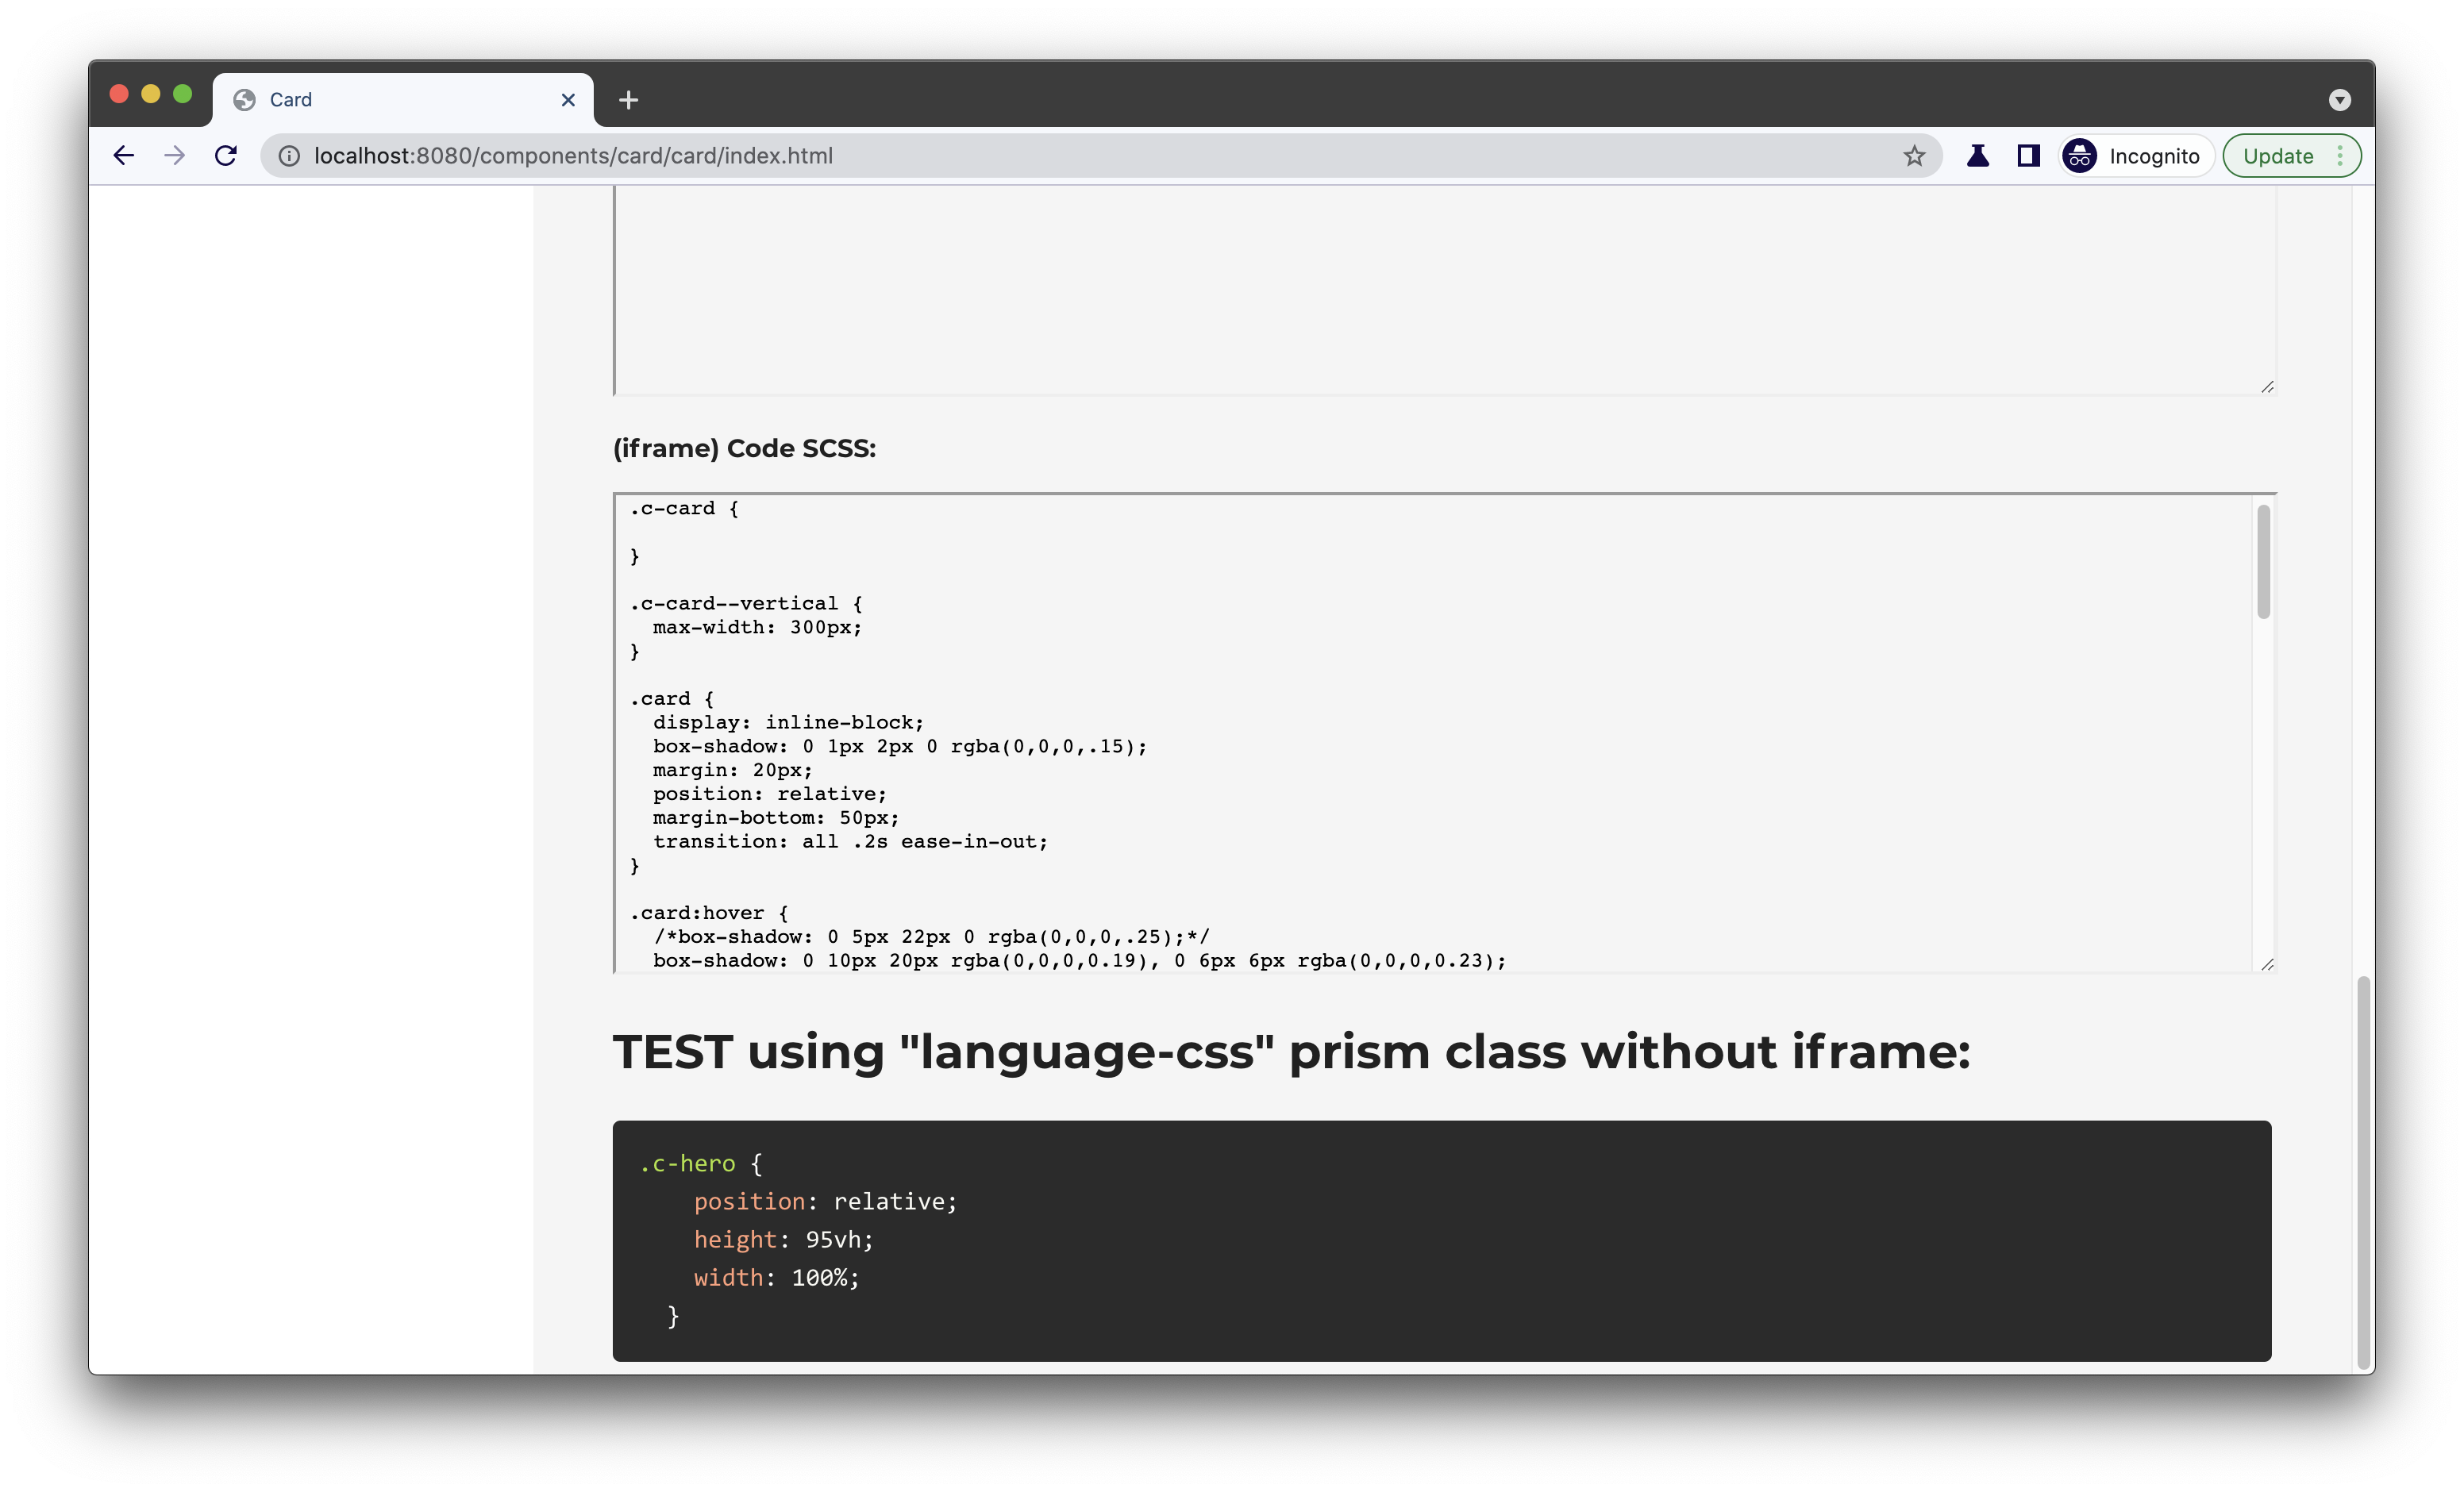 Card
localhost:8080/components/card/card/index.html
Incognito
Update
(iframe) Code SCSS:
.c-card {
}
.c-card--vertical {
  max-width: 300px;
}
.card {
  display: inline-block;
  box-shadow: 0 1px 2px 0 rgba(0,0,0,.15);
  margin: 20px;
  position: relative;
  margin-bottom: 50px;
  transition: all .2s ease-in-out;
}
.card:hover {
  /*box-shadow: 0 5px 22px 0 rgba(0,0,0,.25);*/
  box-shadow: 0 10px 20px rgba(0,0,0,0.19), 0 6px 6px rgba(0,0,0,0.23);
TEST using "language-css" prism class without iframe:
.c-hero {
    position: relative;
    height: 95vh;
    width: 100%;
  }